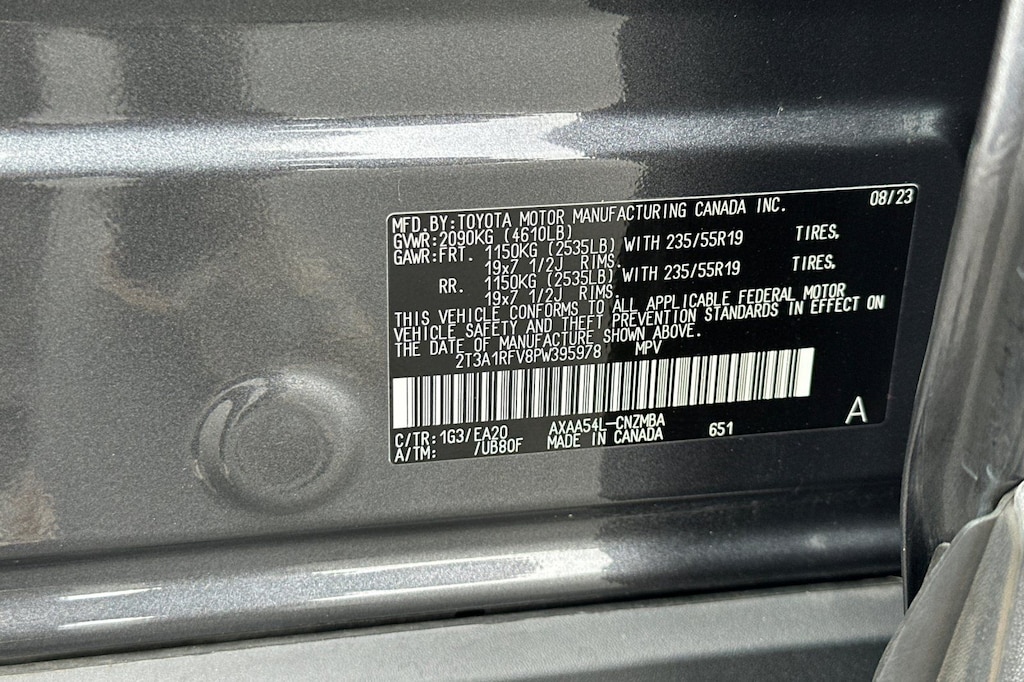 08/23
MFD.BY:TOYOTA MOTOR MANUFACTURING CANADA INC.
GVWR:2090KG (4610LB)
GAWR:FRT. 1150KG (2535LB) WITH 235/55R19 TIRES,
19x7 1/2J RIMS.
RR. 1150KG (2535LB) WITH 235/55R19 TIRES,
19x7 1/2J RIMS.
THIS VEHICLE CONFORMS TO ALL APPLICABLE FEDERAL MOTOR
VEHICLE SAFETY AND THEFT PREVENTION STANDARDS IN EFFECT ON
THE DATE OF MANUFACTURE SHOWN ABOVE.
2T3A1RFV8PW395978 MPV
A
C/TR:1G3/EA20 AXAA54L-CNZMBA 651
A/TM: /UB80F MADE IN CANADA